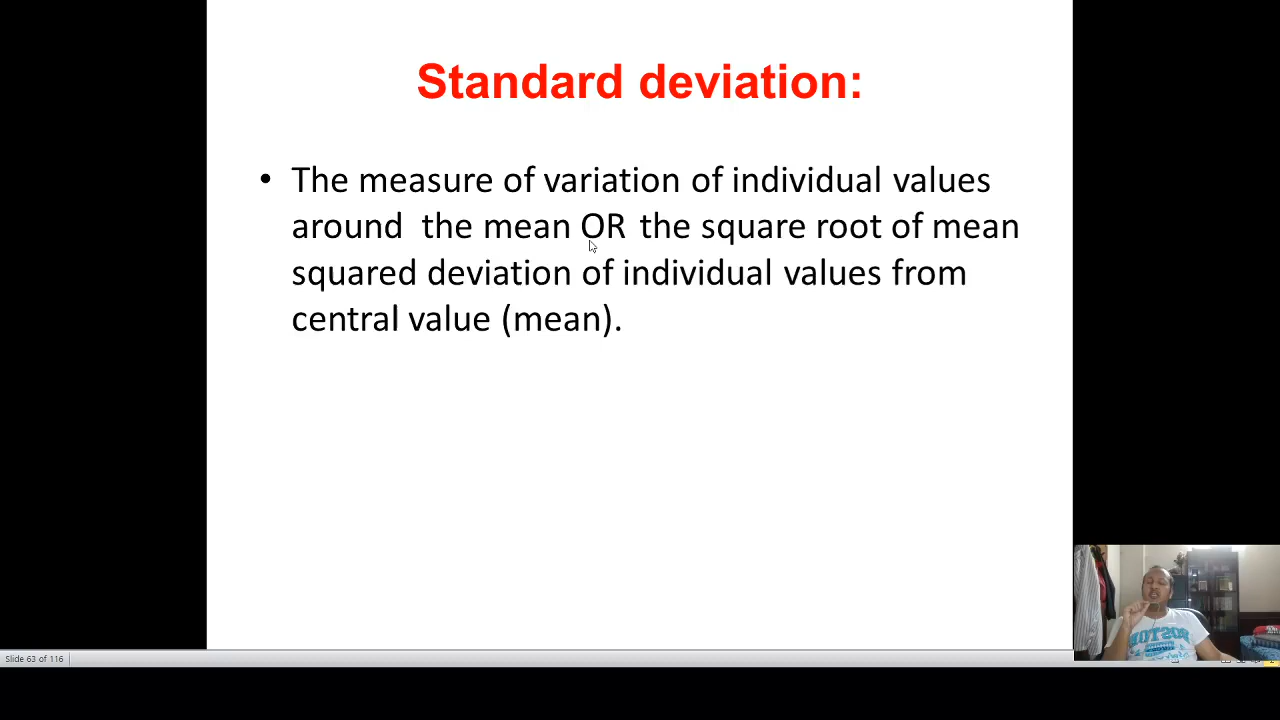 Standard deviation:
• The measure of variation of individual values
around the mean OR the square root of mean
squared deviation of individual values from
central value (mean).
Slide 63 of 116